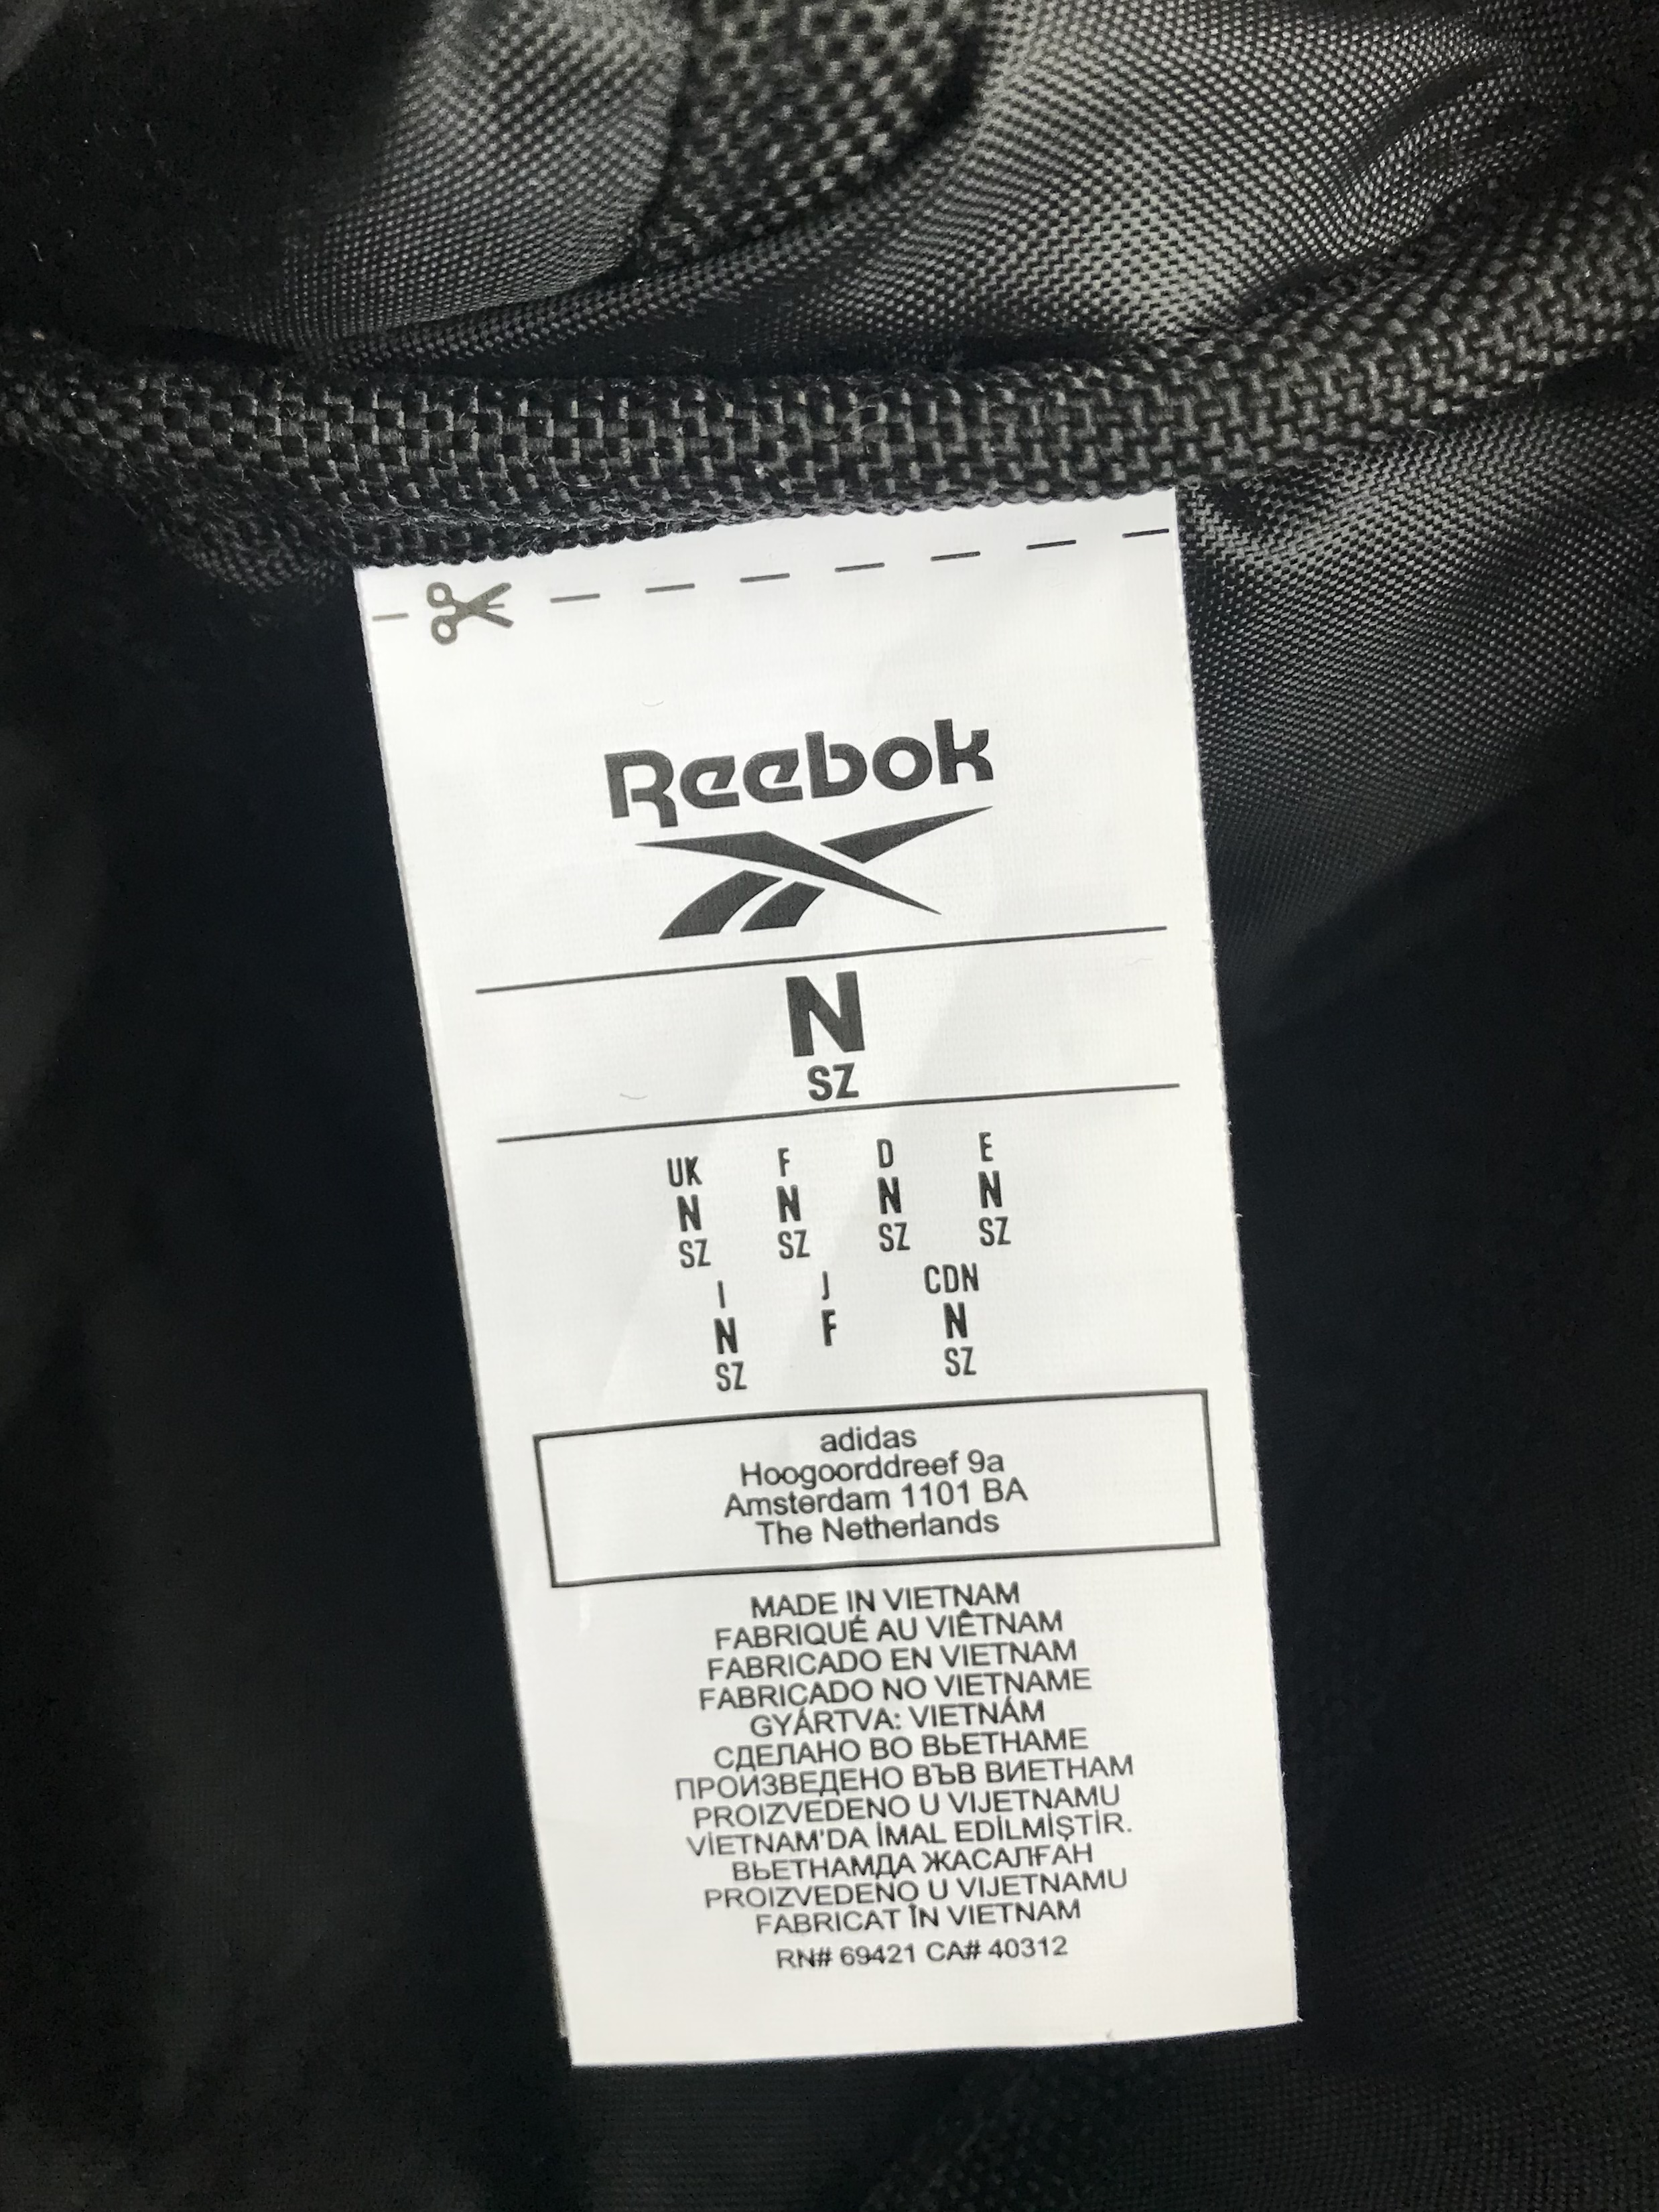 Reebok
N
SZ
UK F D E
N N N N
SZ SZ SZ SZ
I J CDN
N F N
SZ SZ
adidas
Hoogoorddreef 9a
Amsterdam 1101 BA
The Netherlands
MADE IN VIETNAM
FABRIQUÉ AU VIÊTNAM
FABRICADO EN VIETNAM
FABRICADO NO VIETNAME
GYÁRTVA: VIETNÁM
СДЕЛАНО ВО ВЬЕТНАМЕ
ПРОИЗВЕДЕНО ВЪВ ВИЕТНАМ
PROIZVEDENO U VIJETNAMU
VİETNAM'DA İMAL EDİLMİŞTİR.
ВЬЕТНАМДА ЖАСАЛҒАН
PROIZVEDENO U VIJETNAMU
FABRICAT ÎN VIETNAM
RN# 69421 CA# 40312